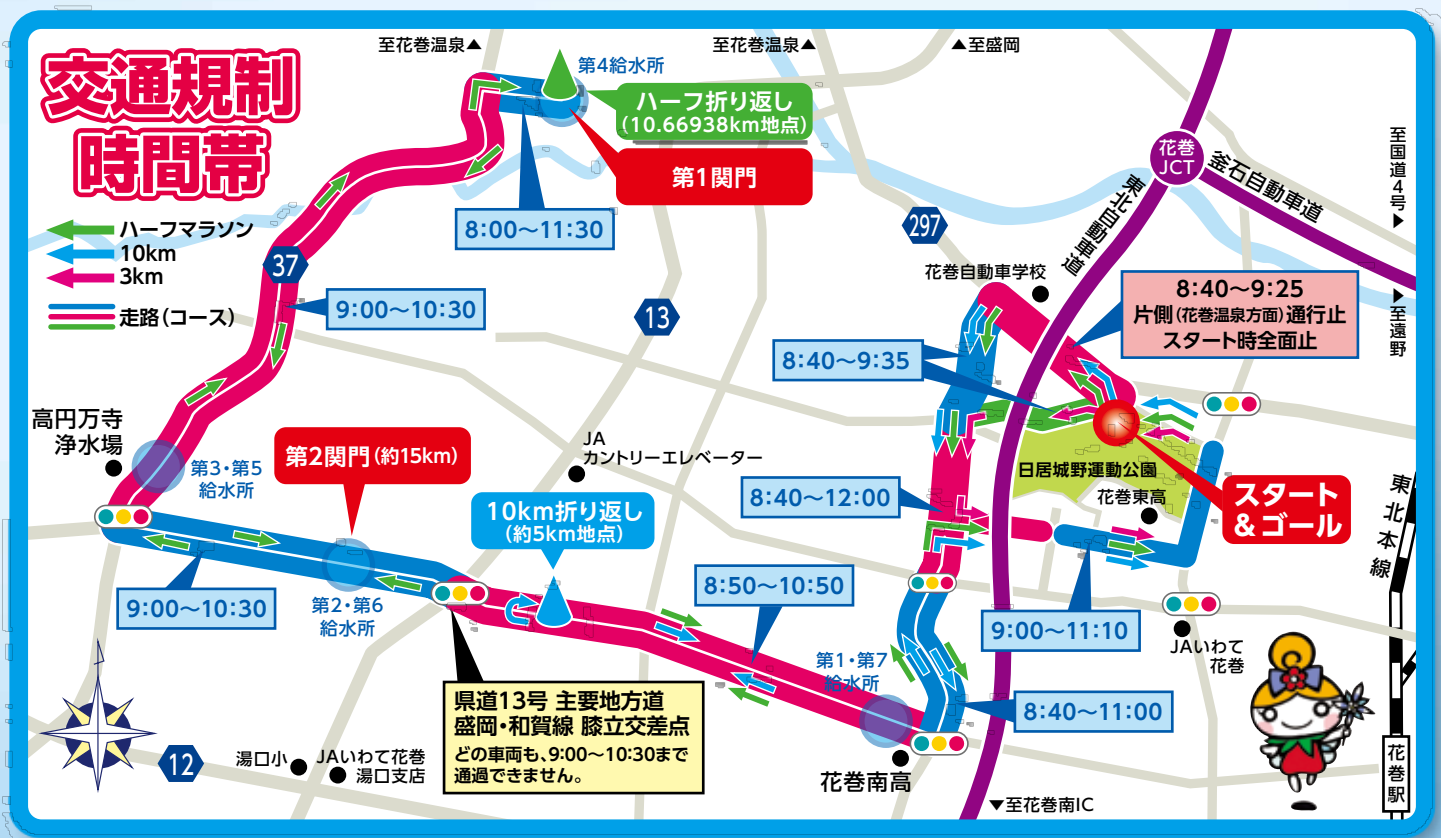 交通規制
時間帯
ハーフマラソン
10km
3km
走路(コース)
至花巻温泉▲
至花巻温泉▲
▲至盛岡
第4給水所
ハーフ折り返し
(10.66938km地点)
第1関門
8:00〜11:30
37
9:00〜10:30
13
297
花巻自動車学校
東北自動車道
花巻
JCT
釜石自動車道
至国道4号▶
▶至遠野
8:40〜9:25
片側(花巻温泉方面)通行止
スタート時全面止
8:40〜9:35
高円万寺
浄水場
第3・第5
給水所
第2関門(約15km)
JA
カントリーエレベーター
10km折り返し
(約5km地点)
8:40〜12:00
日居城野運動公園
花巻東高
スタート
&ゴール
東北本線
9:00〜10:30
第2・第6
給水所
8:50〜10:50
9:00〜11:10
JAいわて
花巻
第1・第7
給水所
8:40〜11:00
県道13号 主要地方道
盛岡・和賀線 膝立交差点
どの車両も、9:00〜10:30まで
通過できません。
12
湯口小
JAいわて花巻
湯口支店
花巻南高
▼至花巻南IC
花巻駅